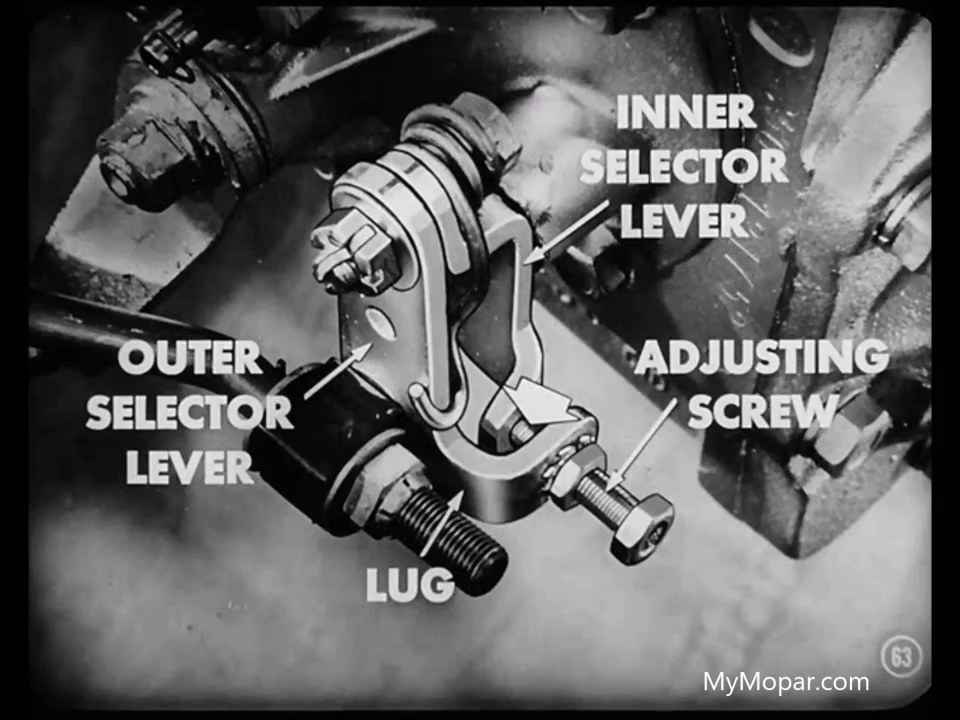 INNER
SELECTOR
LEVER
OUTER
SELECTOR
LEVER
ADJUSTING
SCREW
LUG
63
MyMopar.com